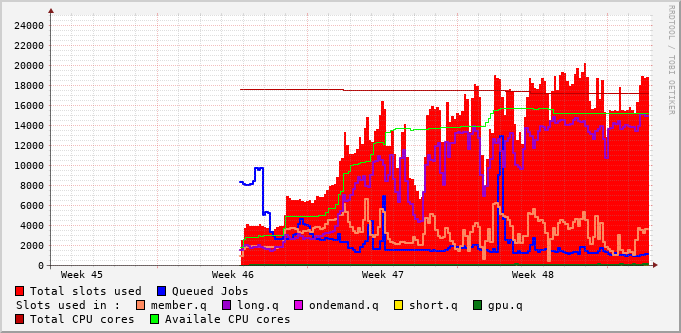 24000
22000
20000
18000
16000
14000
12000
10000
8000
6000
4000
2000
0
Week 45 Week 46 Week 47 Week 48
Total slots used Queued Jobs
Slots used in : member.q long.q ondemand.q short.q gpu.q
Total CPU cores Availale CPU cores
RRDTOOL / TOBI OETIKER